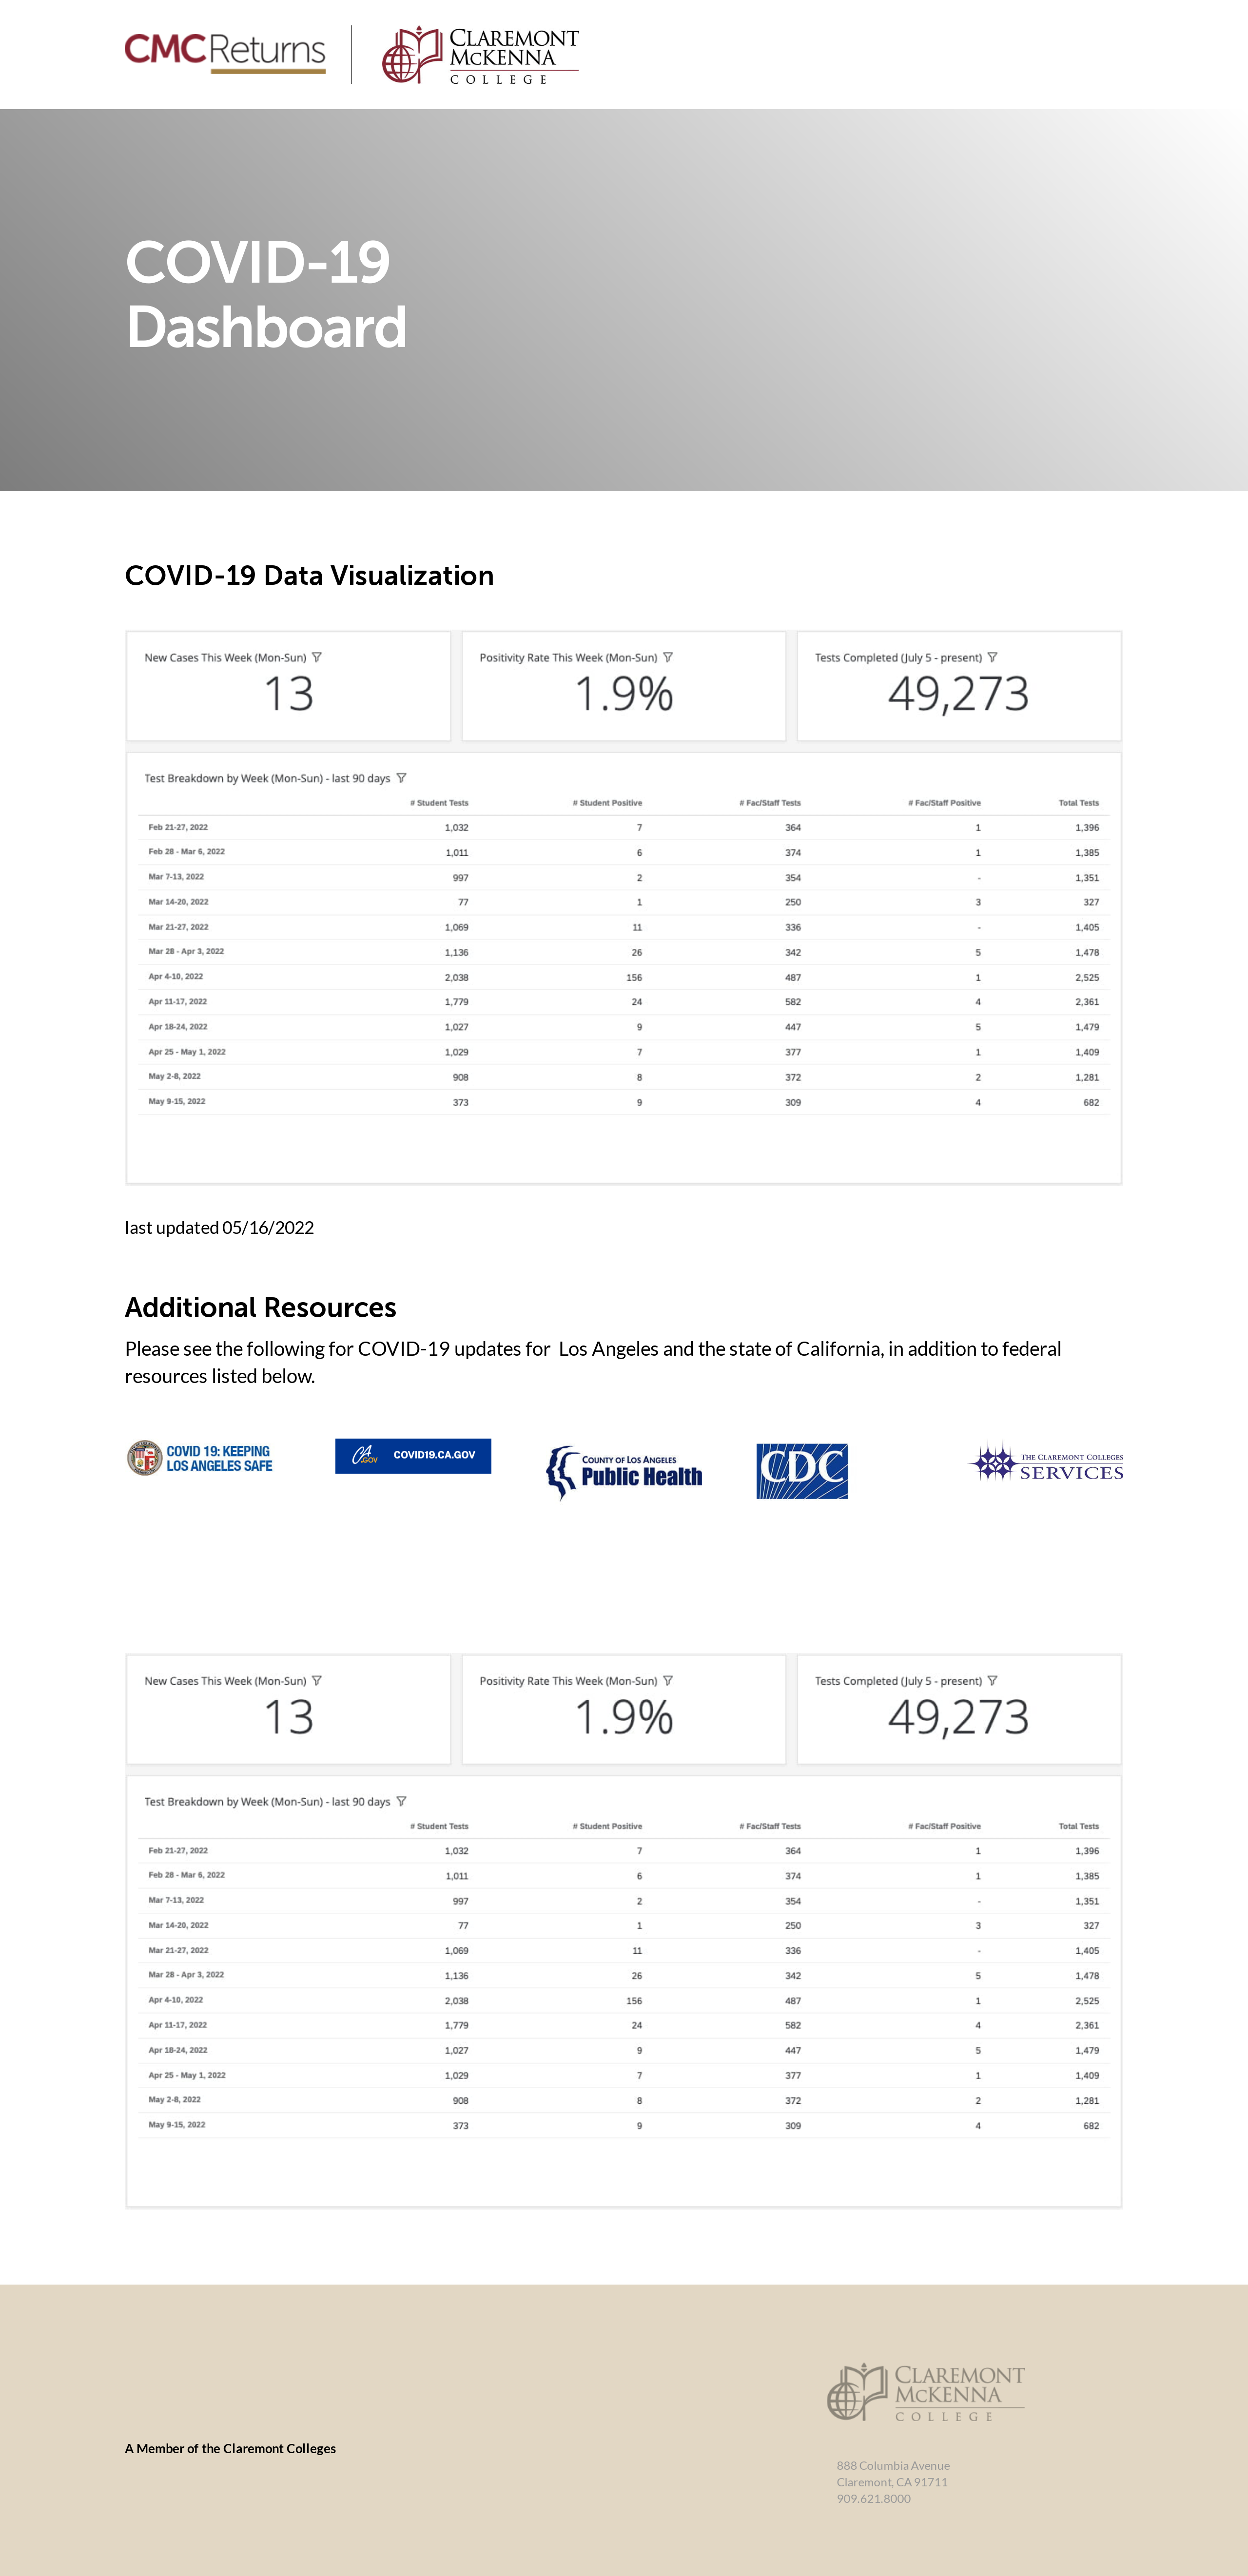 CMCReturns
CLAREMONT
MCKENNA
COLLEGE
COVID-19
Dashboard
COVID-19 Data Visualization
New Cases This Week (Mon-Sun)
13
Positivity Rate This Week (Mon-Sun)
1.9%
Tests Completed (July 5 - present)
49,273
Test Breakdown by Week (Mon-Sun) - last 90 days
# Student Tests # Student Positive # Fac/Staff Tests # Fac/Staff Positive Total Tests
Feb 21-27, 2022 1,032 7 364 1 1,396
Feb 28 - Mar 6, 2022 1,011 6 374 1 1,385
Mar 7-13, 2022 997 2 354 - 1,351
Mar 14-20, 2022 77 1 250 3 327
Mar 21-27, 2022 1,069 11 336 - 1,405
Mar 28 - Apr 3, 2022 1,136 26 342 5 1,478
Apr 4-10, 2022 2,038 156 487 1 2,525
Apr 11-17, 2022 1,779 24 582 4 2,361
Apr 18-24, 2022 1,027 9 447 5 1,479
Apr 25 - May 1, 2022 1,029 7 377 1 1,409
May 2-8, 2022 908 8 372 2 1,281
May 9-15, 2022 373 9 309 4 682
last updated 05/16/2022
Additional Resources
Please see the following for COVID-19 updates for  Los Angeles and the state of California, in addition to federal
resources listed below.
COVID 19: KEEPING
LOS ANGELES SAFE
CA.GOV COVID19.CA.GOV
COUNTY OF LOS ANGELES
Public Health
CDC
THE CLAREMONT COLLEGES
SERVICES
New Cases This Week (Mon-Sun)
13
Positivity Rate This Week (Mon-Sun)
1.9%
Tests Completed (July 5 - present)
49,273
Test Breakdown by Week (Mon-Sun) - last 90 days
# Student Tests # Student Positive # Fac/Staff Tests # Fac/Staff Positive Total Tests
Feb 21-27, 2022 1,032 7 364 1 1,396
Feb 28 - Mar 6, 2022 1,011 6 374 1 1,385
Mar 7-13, 2022 997 2 354 - 1,351
Mar 14-20, 2022 77 1 250 3 327
Mar 21-27, 2022 1,069 11 336 - 1,405
Mar 28 - Apr 3, 2022 1,136 26 342 5 1,478
Apr 4-10, 2022 2,038 156 487 1 2,525
Apr 11-17, 2022 1,779 24 582 4 2,361
Apr 18-24, 2022 1,027 9 447 5 1,479
Apr 25 - May 1, 2022 1,029 7 377 1 1,409
May 2-8, 2022 908 8 372 2 1,281
May 9-15, 2022 373 9 309 4 682
CLAREMONT
MCKENNA
COLLEGE
A Member of the Claremont Colleges
888 Columbia Avenue
Claremont, CA 91711
909.621.8000